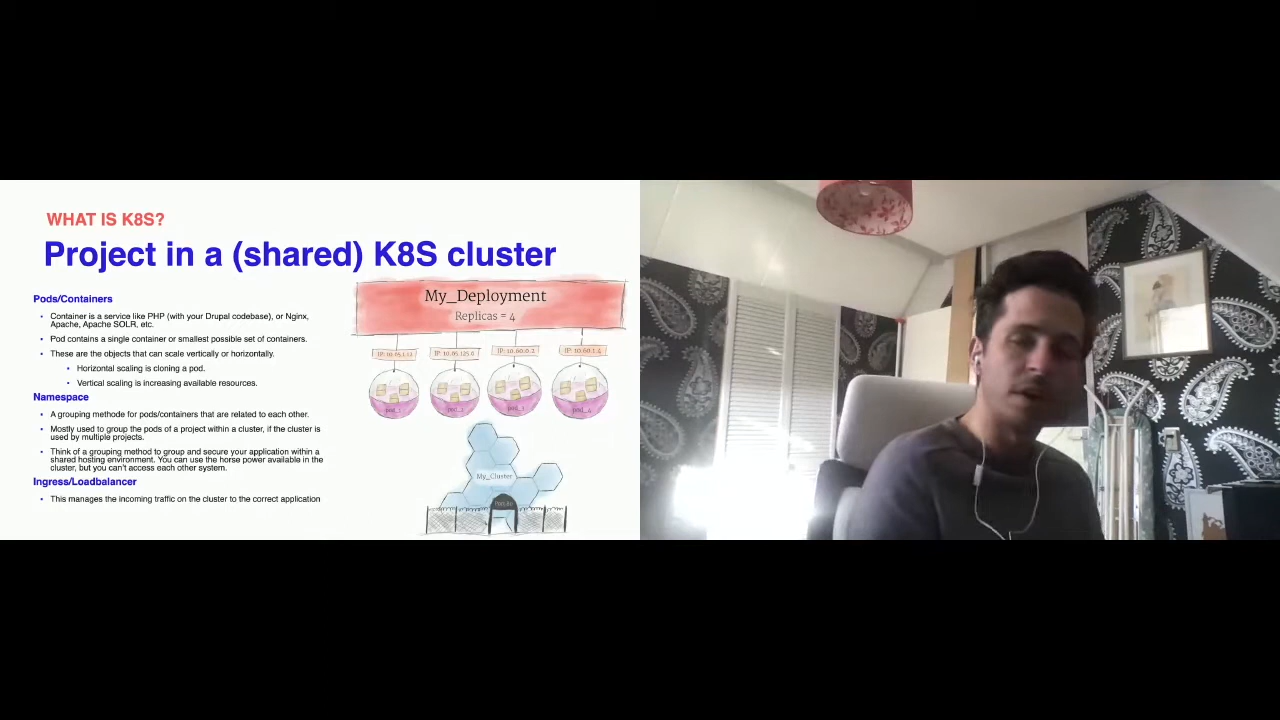 WHAT IS K8S?
Project in a (shared) K8S cluster
Pods/Containers
• Container is a service like PHP (with your Drupal codebase), or Nginx,
Apache, Apache SOLR, etc.
• Pod contains a single container or smallest possible set of containers.
• These are the objects that can scale vertically or horizontally.
• Horizontal scaling is cloning a pod.
• Vertical scaling is increasing available resources.
Namespace
• A grouping methode for pods/containers that are related to each other.
• Mostly used to group the pods of a project within a cluster, if the cluster is
used by multiple projects.
• Think of a grouping method to group and secure your application within a
shared hosting environment. You can use the horse power available in the
cluster, but you can't access each other system.
Ingress/Loadbalancer
• This manages the incoming traffic on the cluster to the correct application
My_Deployment
Replicas = 4
pod_1 pod_2 pod_3 pod_4
My_Cluster